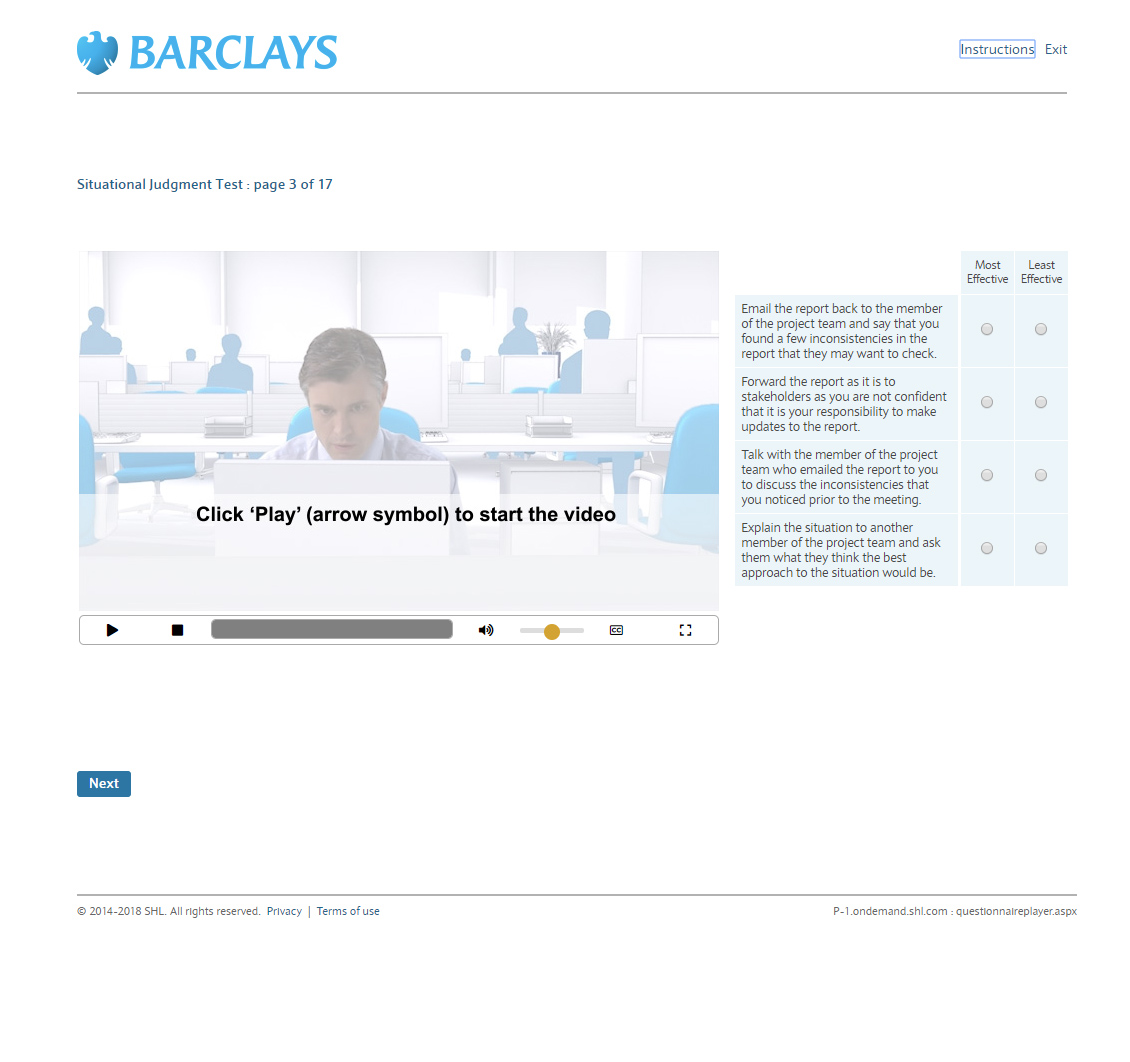 BARCLAYS
Instructions Exit
Situational Judgment Test : page 3 of 17
Click ‘Play’ (arrow symbol) to start the video
CC
Most
Effective
Least
Effective
Email the report back to the member
of the project team and say that you
found a few inconsistencies in the
report that they may want to check.
Forward the report as it is to
stakeholders as you are not confident
that it is your responsibility to make
updates to the report.
Talk with the member of the project
team who emailed the report to you
to discuss the inconsistencies that
you noticed prior to the meeting.
Explain the situation to another
member of the project team and ask
them what they think the best
approach to the situation would be.
Next
© 2014-2018 SHL. All rights reserved. Privacy | Terms of use
P-1.ondemand.shl.com : questionnaireplayer.aspx